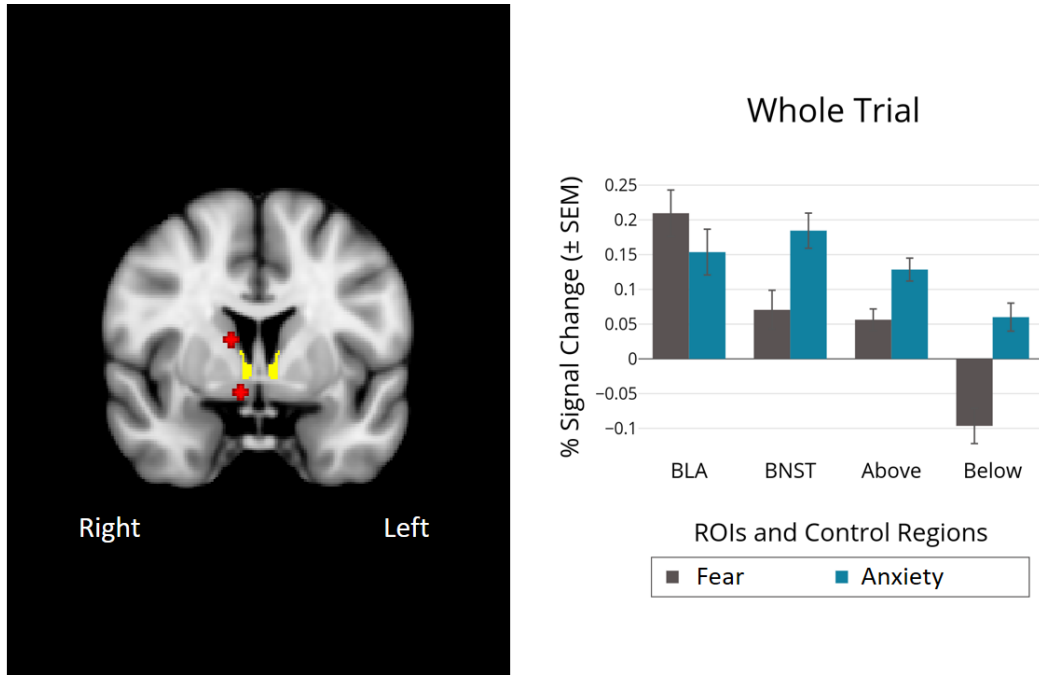 Right
Left
Whole Trial
% Signal Change (± SEM)
0.25
0.2
0.15
0.1
0.05
0
−0.05
−0.1
BLA BNST Above Below
ROIs and Control Regions
Fear Anxiety